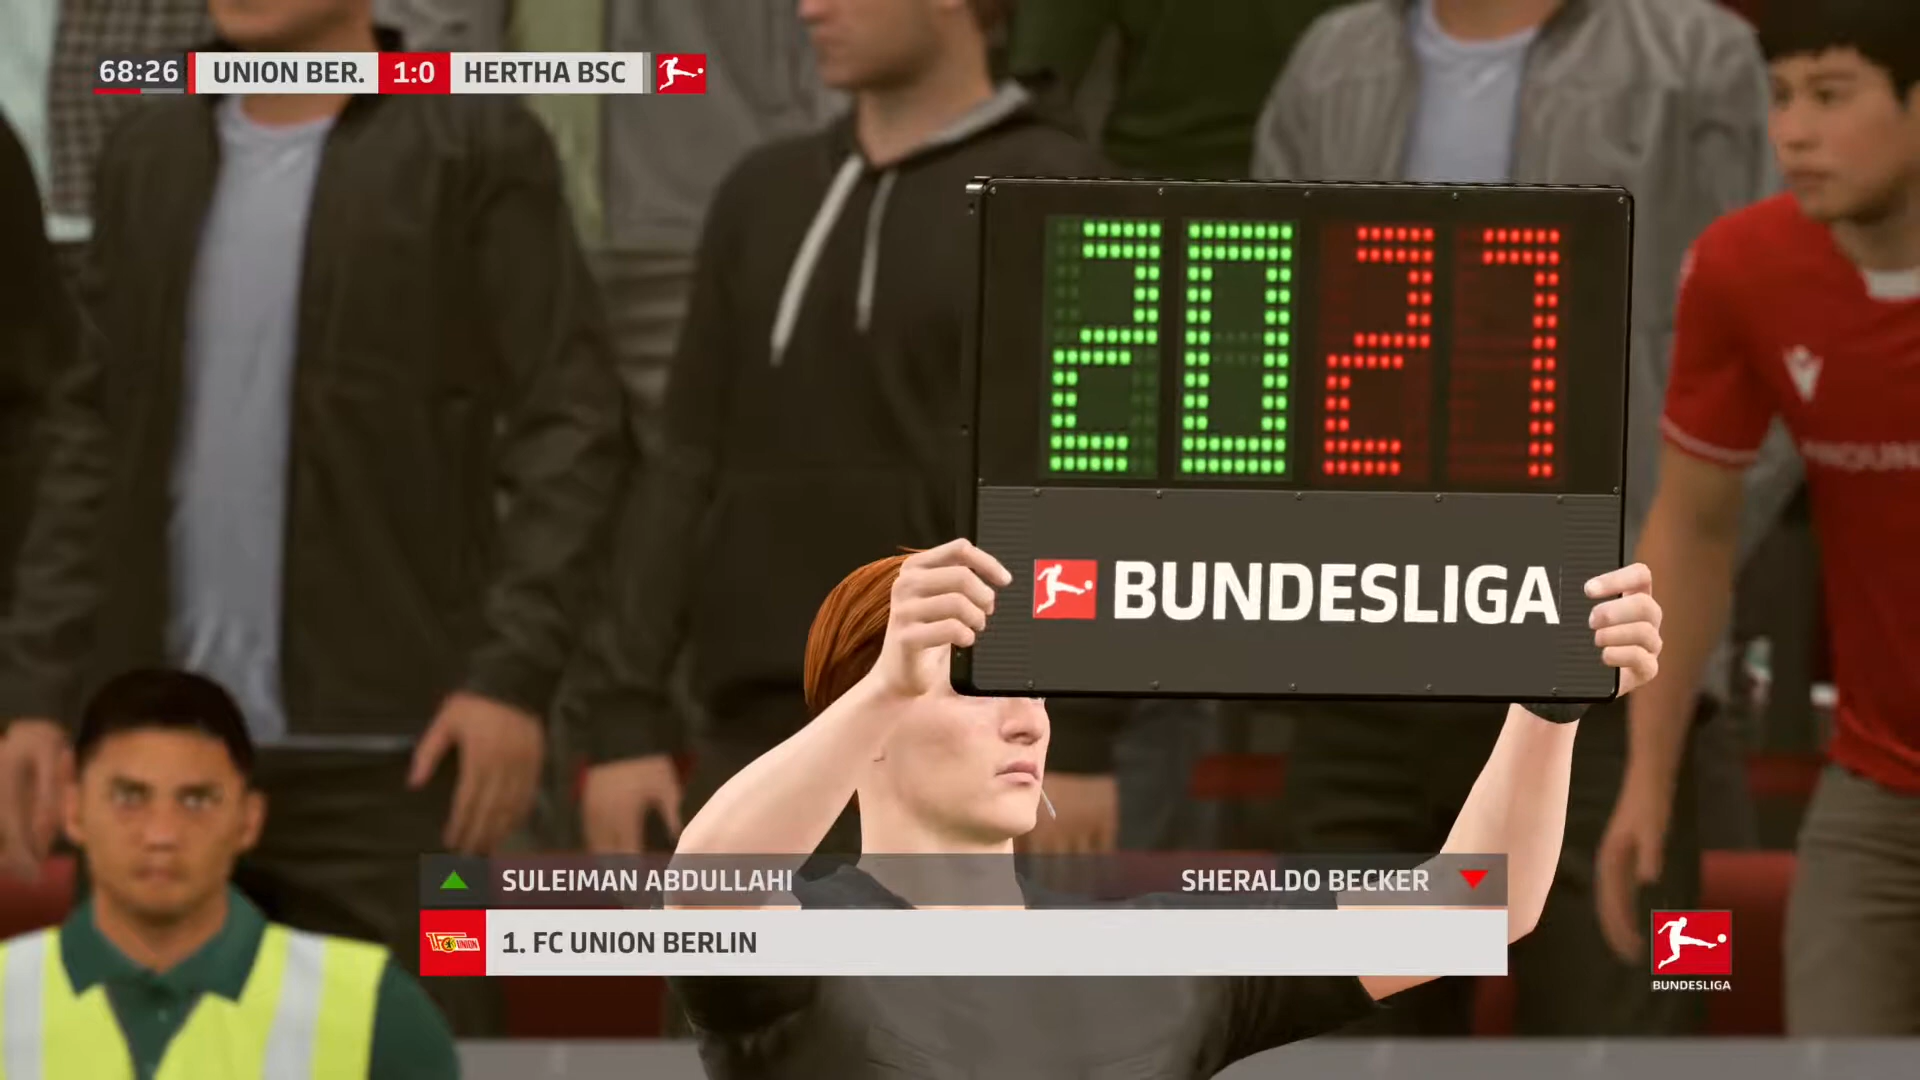 68:26 UNION BER. 1:0 HERTHA BSC
20 27
BUNDESLIGA
SULEIMAN ABDULLAHI SHERALDO BECKER
1. FC UNION BERLIN
BUNDESLIGA